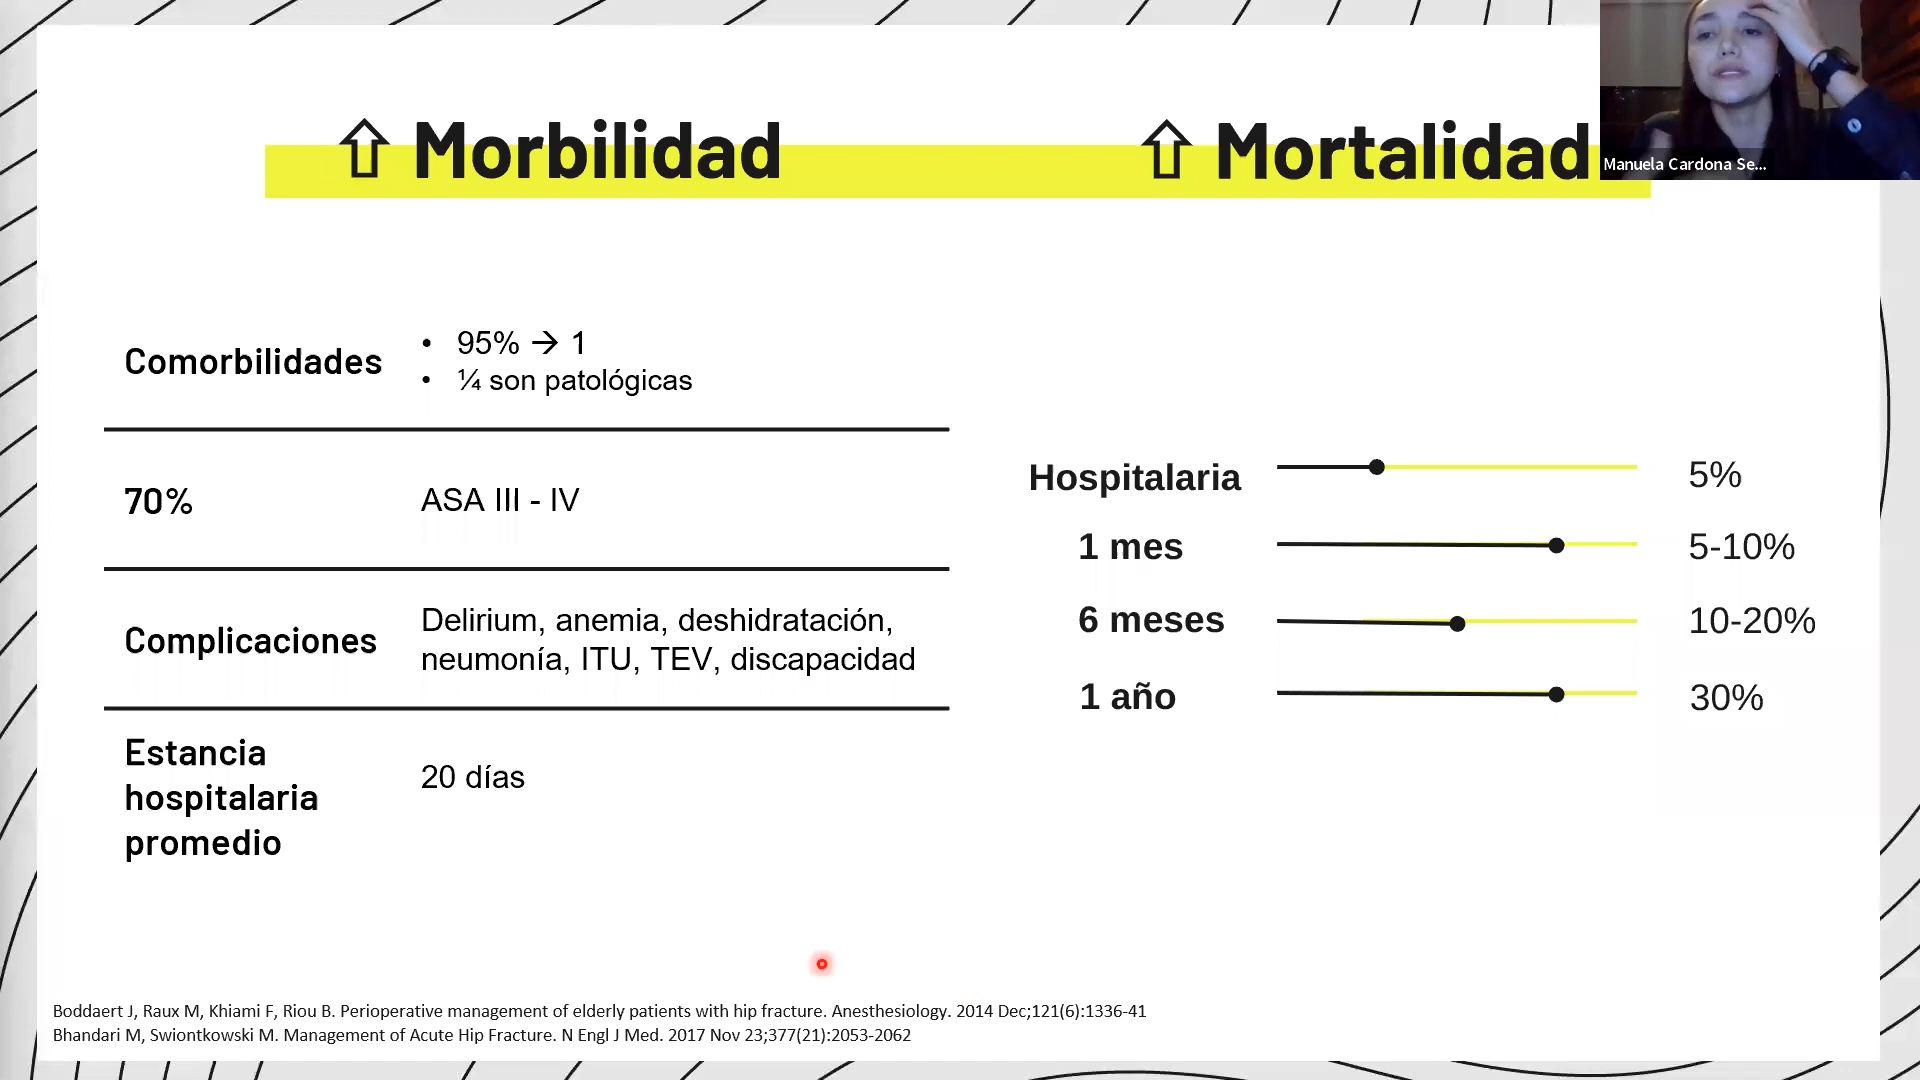 ⇧ Morbilidad
⇧ Mortalidad
Manuela Cardona Se...
Comorbilidades
• 95% → 1
• ¼ son patológicas
70%
ASA III - IV
Complicaciones
Delirium, anemia, deshidratación,
neumonía, ITU, TEV, discapacidad
Estancia
hospitalaria
promedio
20 días
Hospitalaria 5%
1 mes 5-10%
6 meses 10-20%
1 año 30%
Boddaert J, Raux M, Khiami F, Riou B. Perioperative management of elderly patients with hip fracture. Anesthesiology. 2014 Dec;121(6):1336-41
Bhandari M, Swiontkowski M. Management of Acute Hip Fracture. N Engl J Med. 2017 Nov 23;377(21):2053-2062